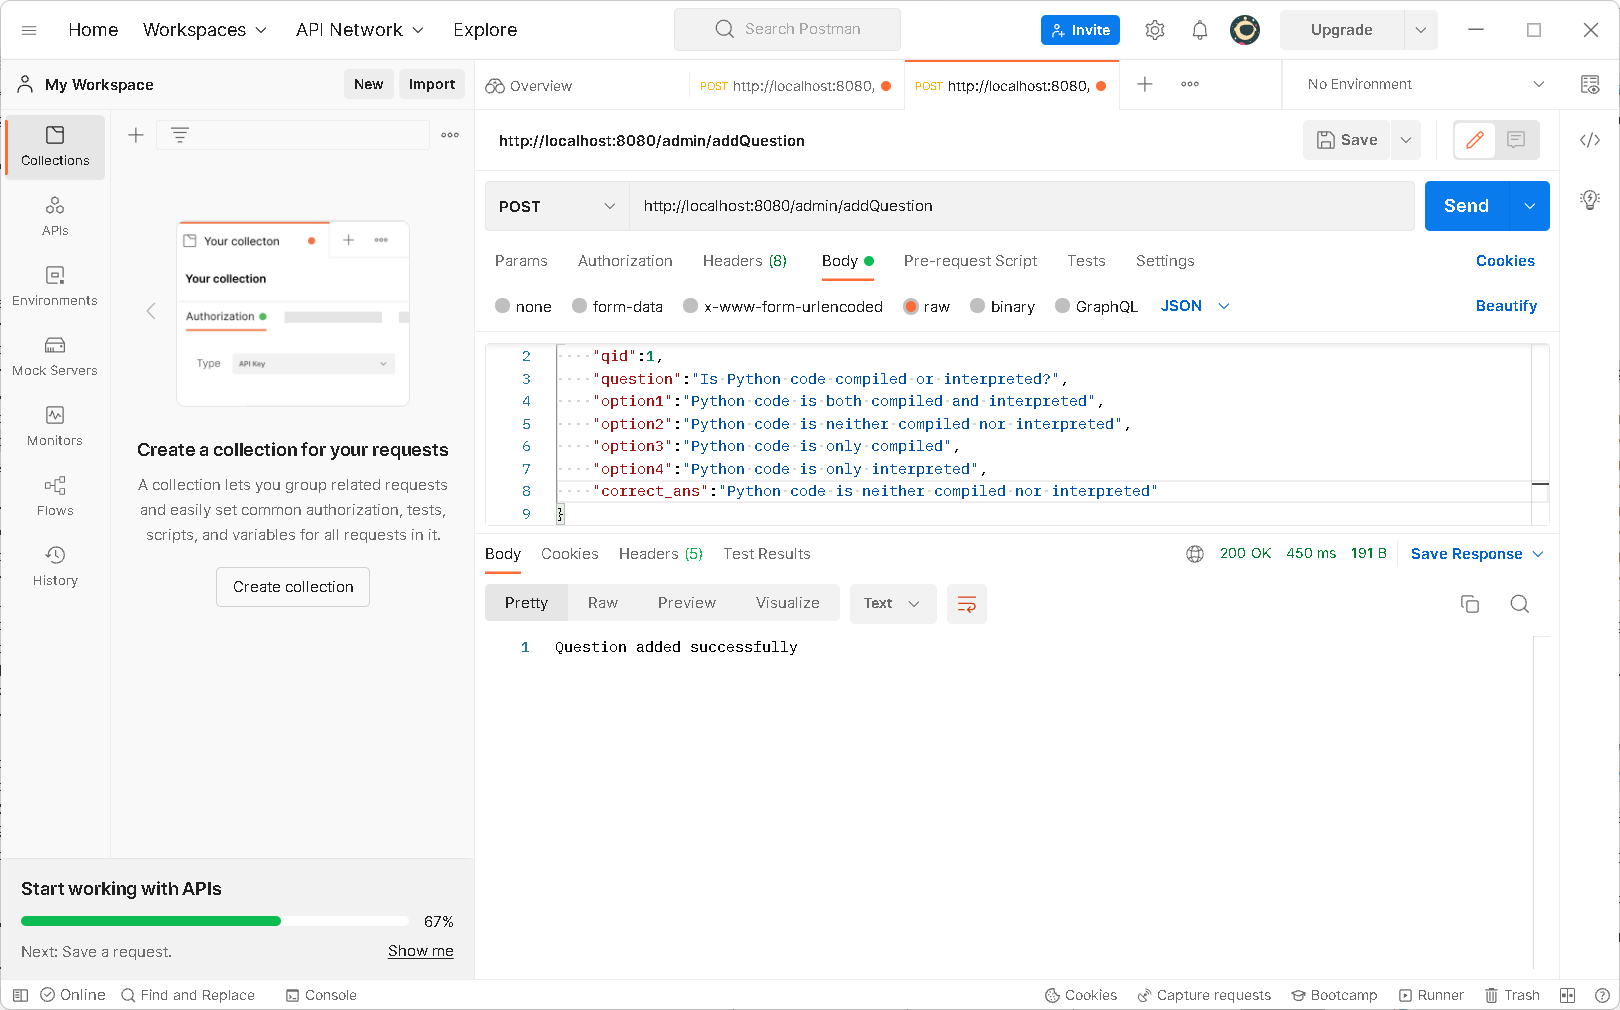 Home Workspaces API Network Explore Search Postman Invite Upgrade
My Workspace New Import Overview POST http://localhost:8080, POST http://localhost:8080, No Environment
Collections
APIs
Environments
Mock Servers
Monitors
Flows
History
Your collecton
Your collection
Authorization
Type API Key
Create a collection for your requests
A collection lets you group related requests
and easily set common authorization, tests,
scripts, and variables for all requests in it.
Create collection
Start working with APIs
67%
Next: Save a request. Show me
http://localhost:8080/admin/addQuestion Save
POST http://localhost:8080/admin/addQuestion Send
Params Authorization Headers (8) Body Pre-request Script Tests Settings Cookies
none form-data x-www-form-urlencoded raw binary GraphQL JSON Beautify
2 "qid":1,
3 "question":"Is Python code compiled or interpreted?",
4 "option1":"Python code is both compiled and interpreted",
5 "option2":"Python code is neither compiled nor interpreted",
6 "option3":"Python code is only compiled",
7 "option4":"Python code is only interpreted",
8 "correct_ans":"Python code is neither compiled nor interpreted"
9 }
Body Cookies Headers (5) Test Results 200 OK 450 ms 191 B Save Response
Pretty Raw Preview Visualize Text
1 Question added successfully
Online Find and Replace Console Cookies Capture requests Bootcamp Runner Trash